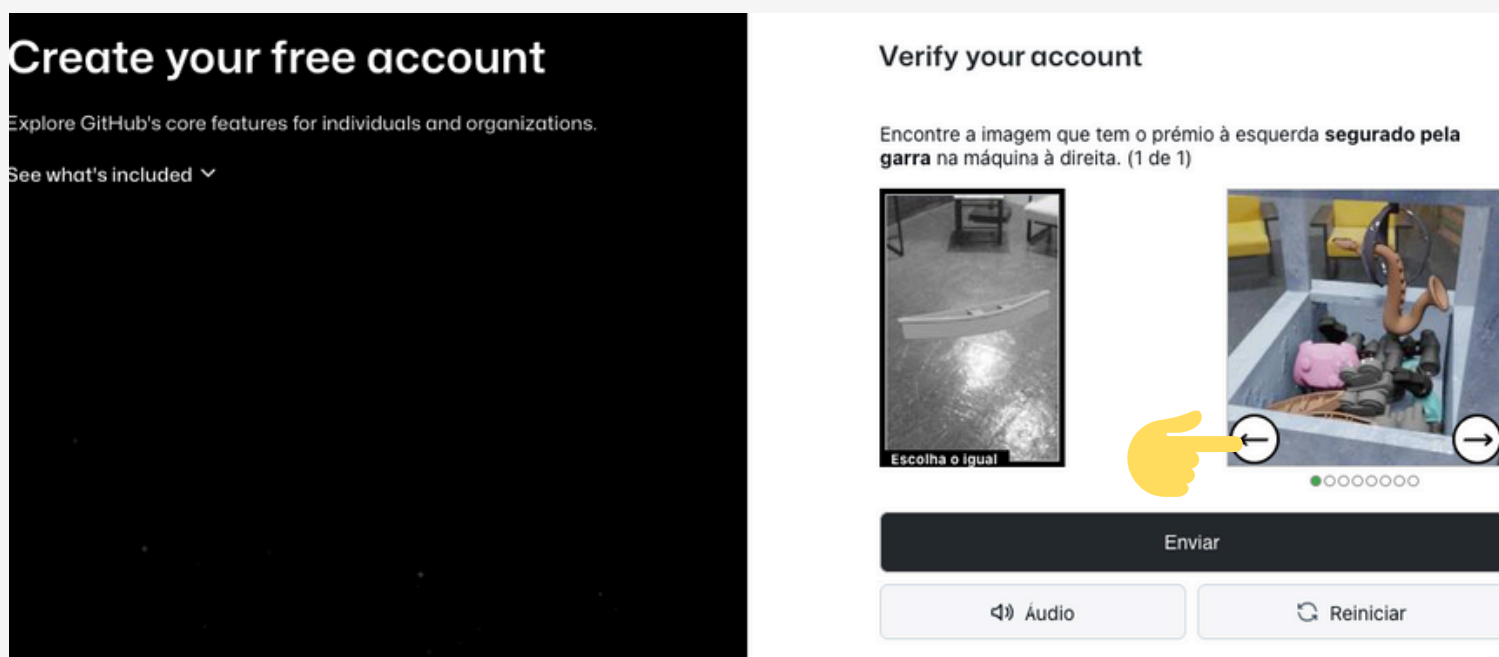 Create your free account
Explore GitHub's core features for individuals and organizations.
See what's included
Verify your account
Encontre a imagem que tem o prémio à esquerda segurado pela
garra na máquina à direita. (1 de 1)
Escolha o igual
Enviar
Áudio
Reiniciar